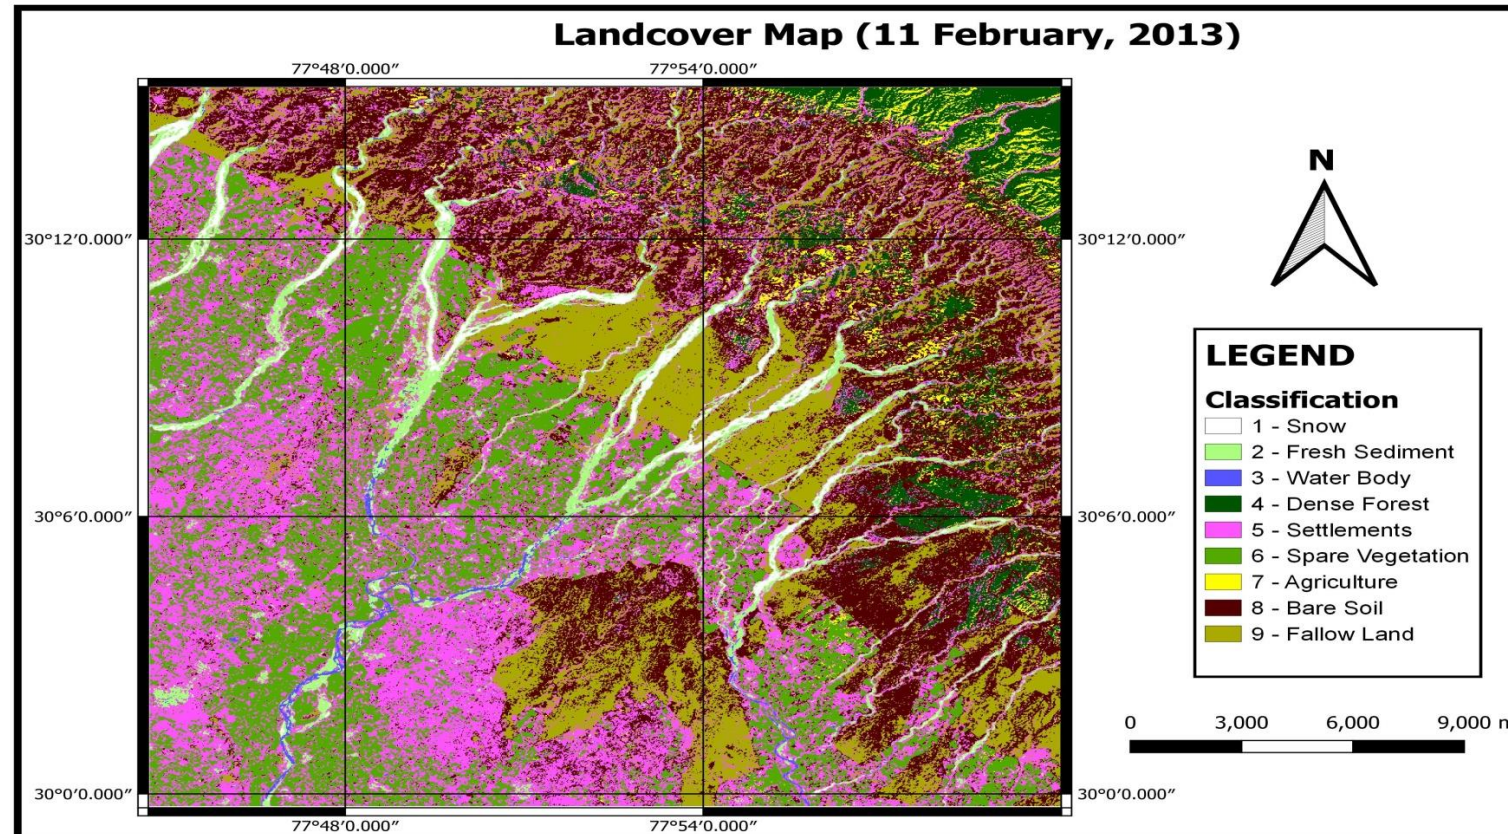 Landcover Map (11 February, 2013)
77°48′0.000″ 77°54′0.000″
N
30°12′0.000″ 30°12′0.000″
LEGEND
Classification
1 - Snow
2 - Fresh Sediment
3 - Water Body
4 - Dense Forest
5 - Settlements
6 - Spare Vegetation
7 - Agriculture
8 - Bare Soil
9 - Fallow Land
30°6′0.000″ 30°6′0.000″
0 3,000 6,000 9,000 m
30°0′0.000″ 30°0′0.000″
77°48′0.000″ 77°54′0.000″